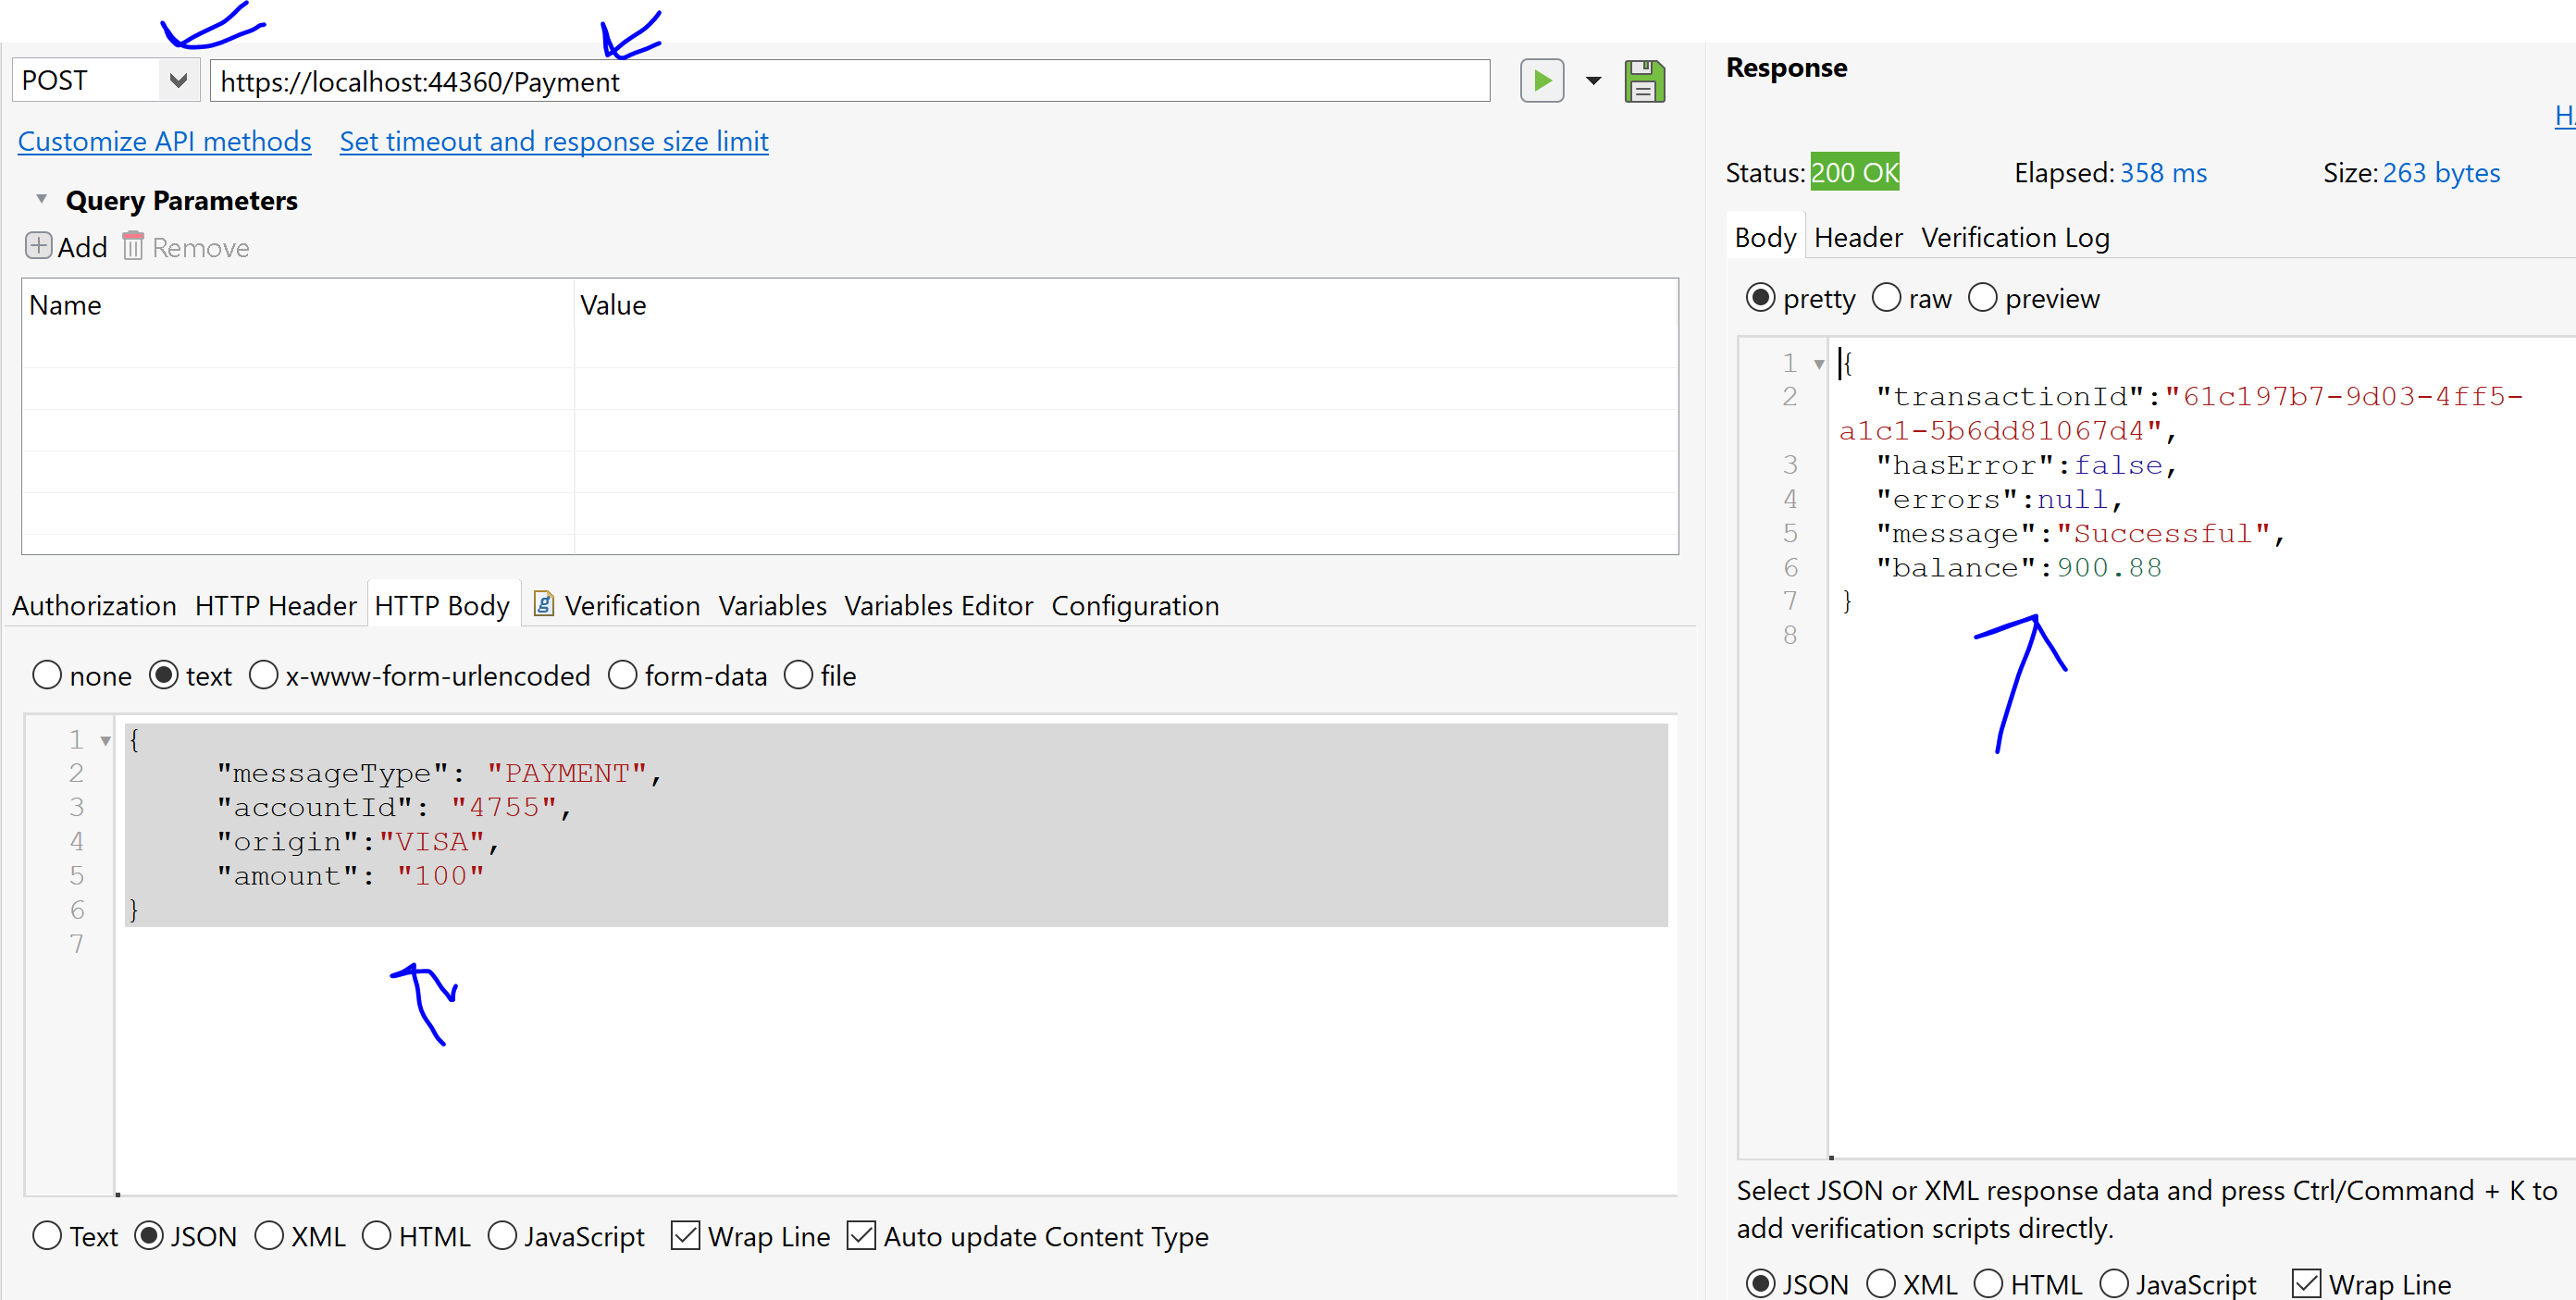 POST https://localhost:44360/Payment
Customize API methods Set timeout and response size limit
Query Parameters
Add Remove
Name Value
Authorization HTTP Header HTTP Body Verification Variables Variables Editor Configuration
none text x-www-form-urlencoded form-data file
1 {
2 "messageType": "PAYMENT",
3 "accountId": "4755",
4 "origin":"VISA",
5 "amount": "100"
6 }
7
Text JSON XML HTML JavaScript Wrap Line Auto update Content Type
Response
Status: 200 OK Elapsed: 358 ms Size: 263 bytes
Body Header Verification Log
pretty raw preview
1 {
2 "transactionId":"61c197b7-9d03-4ff5-
a1c1-5b6dd81067d4",
3 "hasError":false,
4 "errors":null,
5 "message":"Successful",
6 "balance":900.88
7 }
8
Select JSON or XML response data and press Ctrl/Command + K to
add verification scripts directly.
JSON XML HTML JavaScript Wrap Line